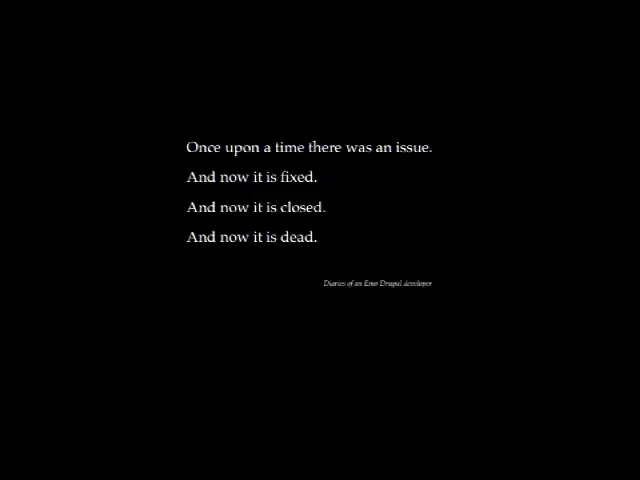 Once upon a time there was an issue.
And now it is fixed.
And now it is closed.
And now it is dead.
Diaries of an Emo Drupal developer